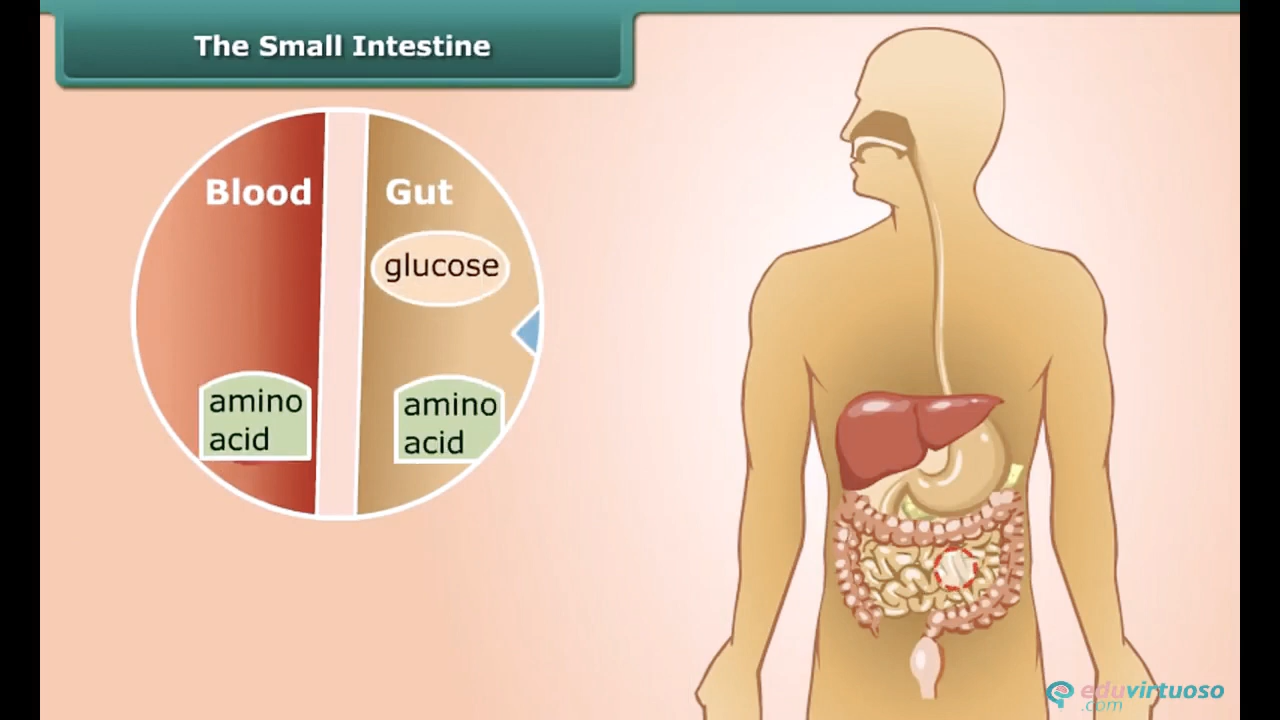 The Small Intestine
Blood
Gut
glucose
amino
acid
amino
acid
eduvirtuoso
.com